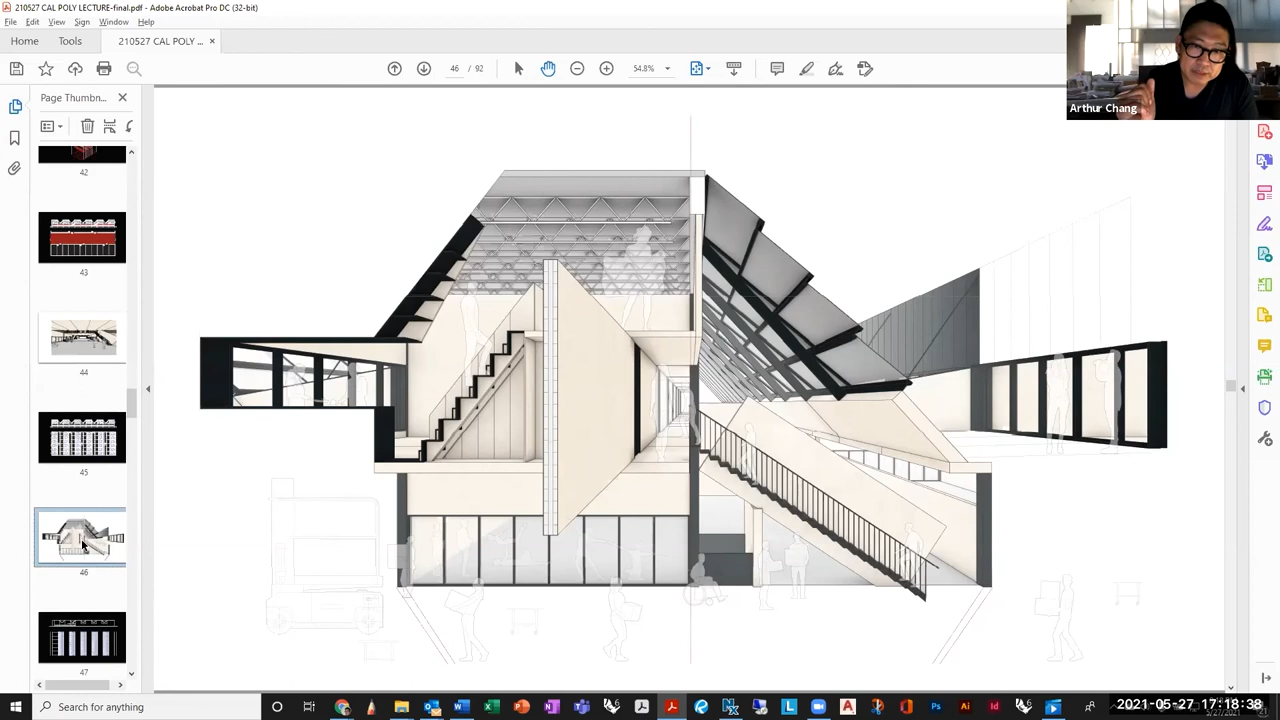 210527 CAL POLY LECTURE-final.pdf - Adobe Acrobat Pro DC (32-bit)
File Edit View Sign Window Help
Home Tools 210527 CAL POLY ...
46 / 92 54.8%
Page Thumbn...
Arthur Chang
42
43
44
45
46
47
Search for anything
2021-05-27 17:18:38